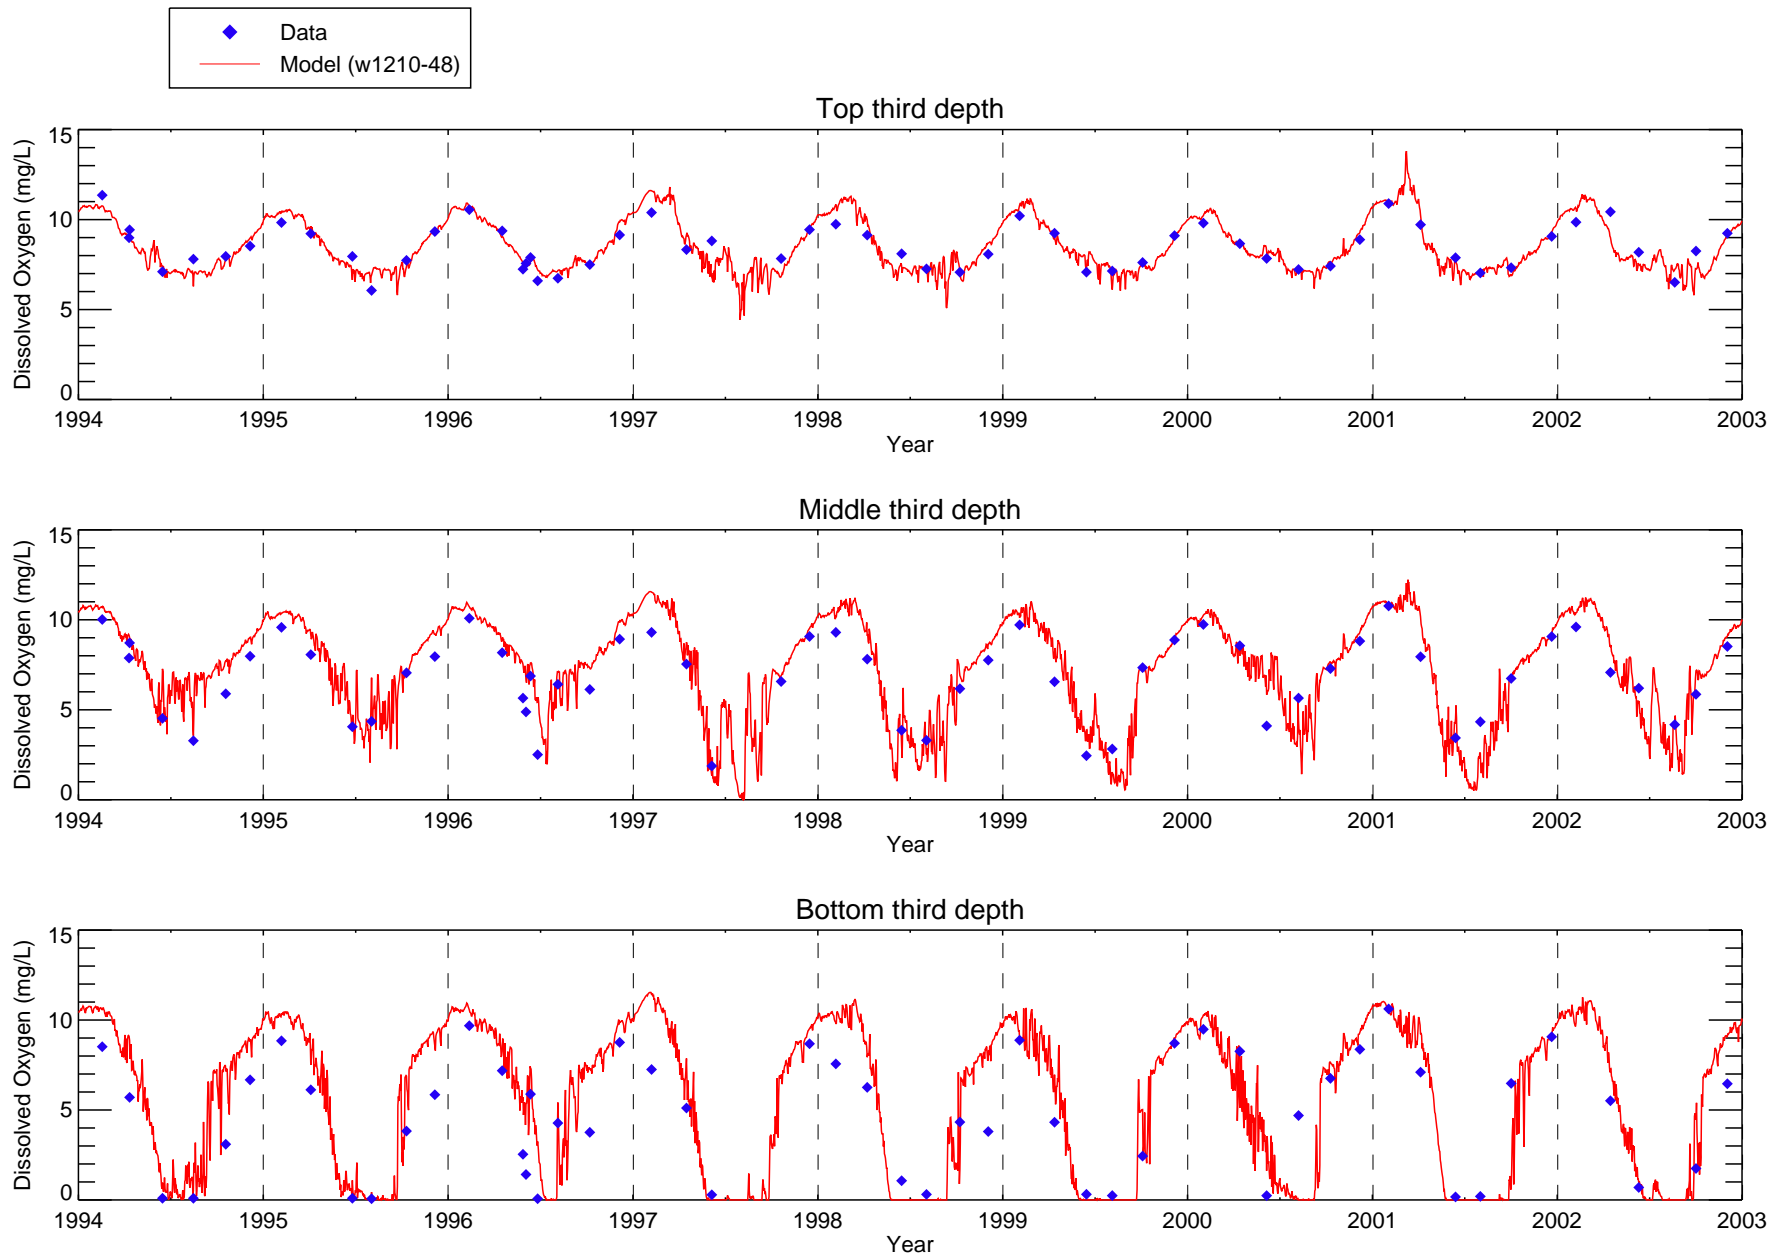 Data
Model (w1210-48)
Top third depth
Dissolved Oxygen (mg/L)
15
10
5
0
1994 1995 1996 1997 1998 1999 2000 2001 2002 2003
Year
Middle third depth
Dissolved Oxygen (mg/L)
15
10
5
0
1994 1995 1996 1997 1998 1999 2000 2001 2002 2003
Year
Bottom third depth
Dissolved Oxygen (mg/L)
15
10
5
0
1994 1995 1996 1997 1998 1999 2000 2001 2002 2003
Year